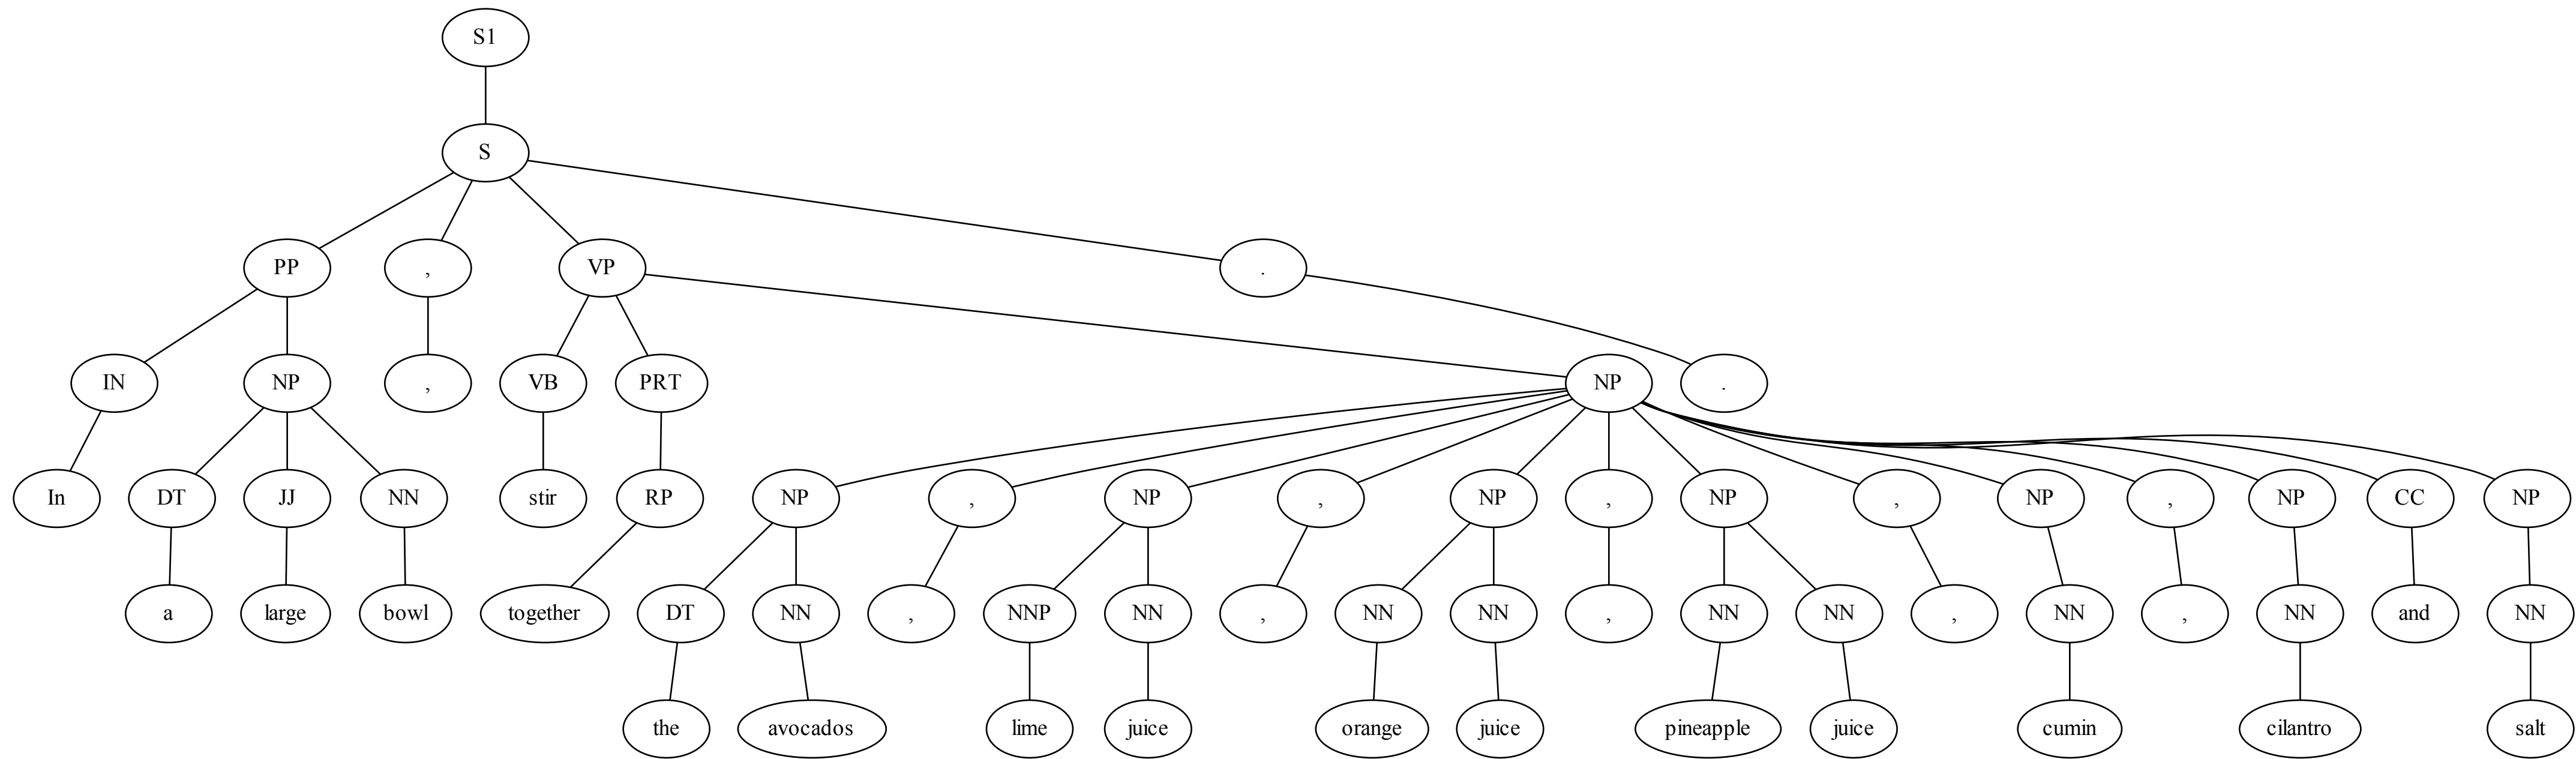 S1
S
PP , VP .
IN NP , VB PRT NP .
In DT JJ NN stir RP NP , NP , NP , NP , NP , NP CC NP
a large bowl together DT NN , NNP NN , NN NN , NN NN , NN , NN and NN
the avocados lime juice orange juice pineapple juice cumin cilantro salt